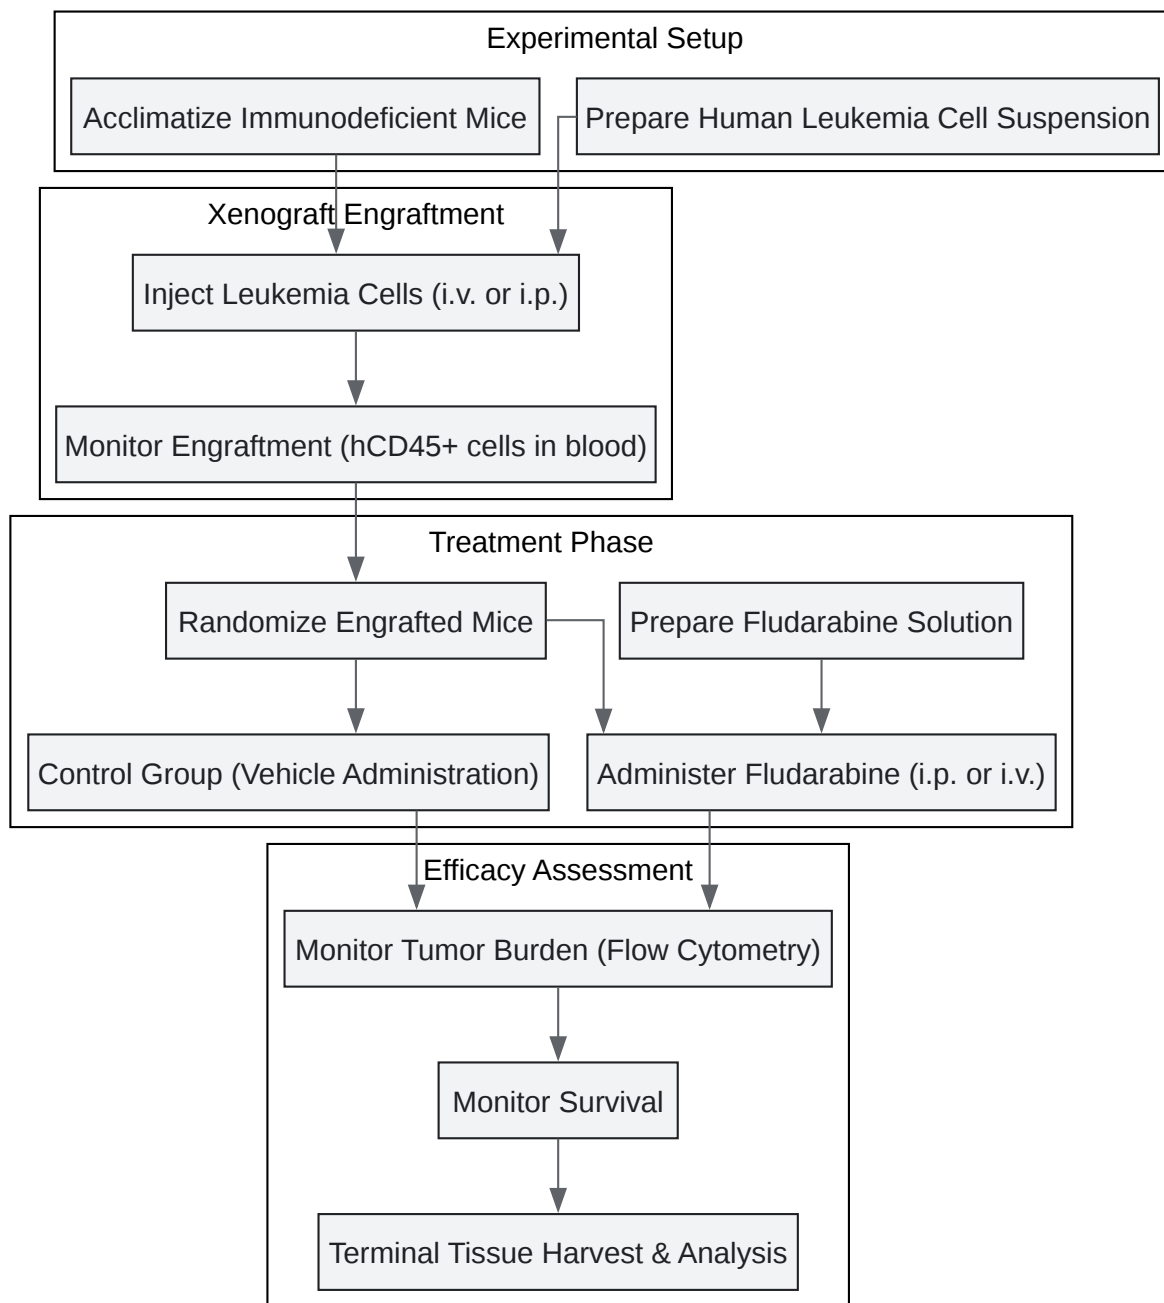 Experimental Setup
Acclimatize Immunodeficient Mice
Prepare Human Leukemia Cell Suspension
Xenograft Engraftment
Inject Leukemia Cells (i.v. or i.p.)
Monitor Engraftment (hCD45+ cells in blood)
Treatment Phase
Randomize Engrafted Mice
Prepare Fludarabine Solution
Control Group (Vehicle Administration)
Administer Fludarabine (i.p. or i.v.)
Efficacy Assessment
Monitor Tumor Burden (Flow Cytometry)
Monitor Survival
Terminal Tissue Harvest & Analysis